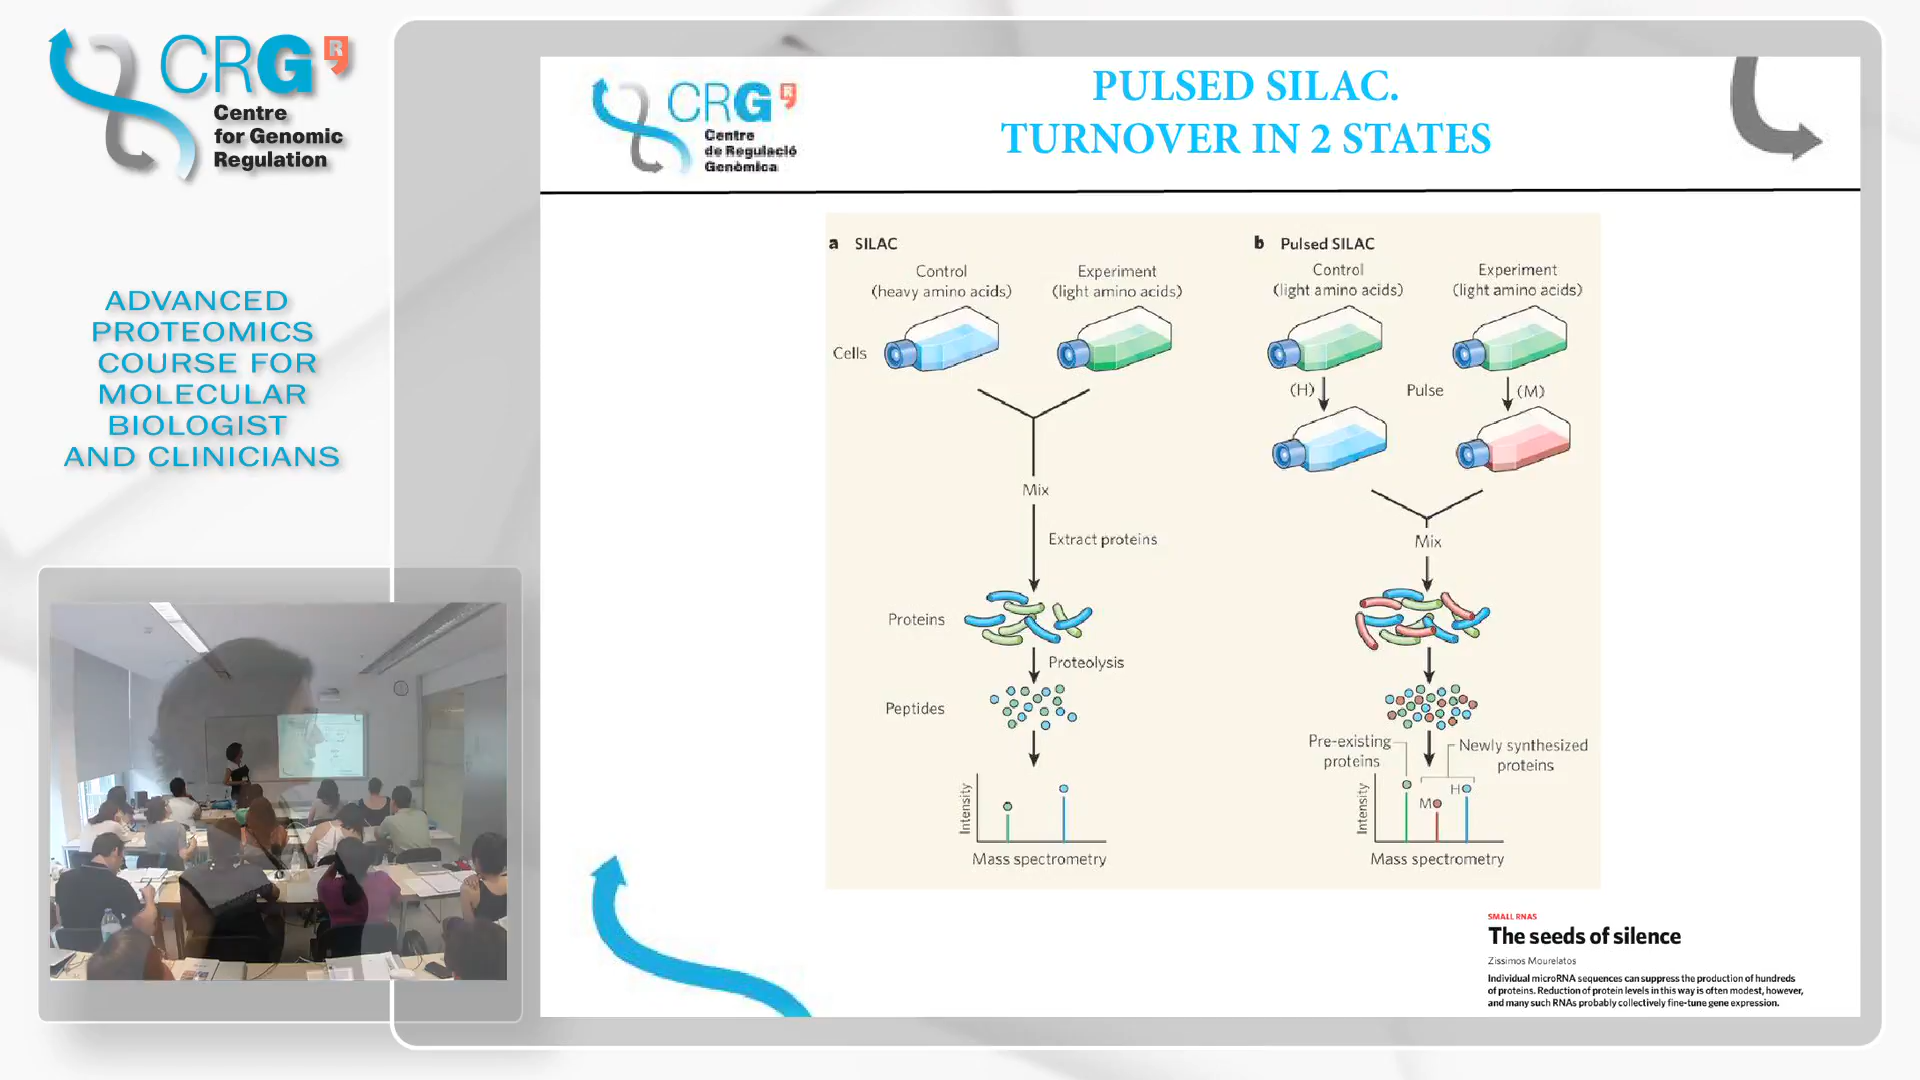 CRG
R
Centre
for Genomic
Regulation
ADVANCED
PROTEOMICS
COURSE FOR
MOLECULAR
BIOLOGIST
AND CLINICIANS
CRG
R
Centre
de Regulació
Genòmica
PULSED SILAC.
TURNOVER IN 2 STATES
a SILAC
Control
(heavy amino acids)
Experiment
(light amino acids)
Cells
Mix
Extract proteins
Proteins
Proteolysis
Peptides
Intensity
Mass spectrometry
b Pulsed SILAC
Control
(light amino acids)
Experiment
(light amino acids)
(H)
Pulse
(M)
Mix
Pre-existing
proteins
Newly synthesized
proteins
M
H
Intensity
Mass spectrometry
SMALL RNAS
The seeds of silence
Zissimos Mourelatos
Individual microRNA sequences can suppress the production of hundreds
of proteins. Reduction of protein levels in this way is often modest, however,
and many such RNAs probably collectively fine-tune gene expression.